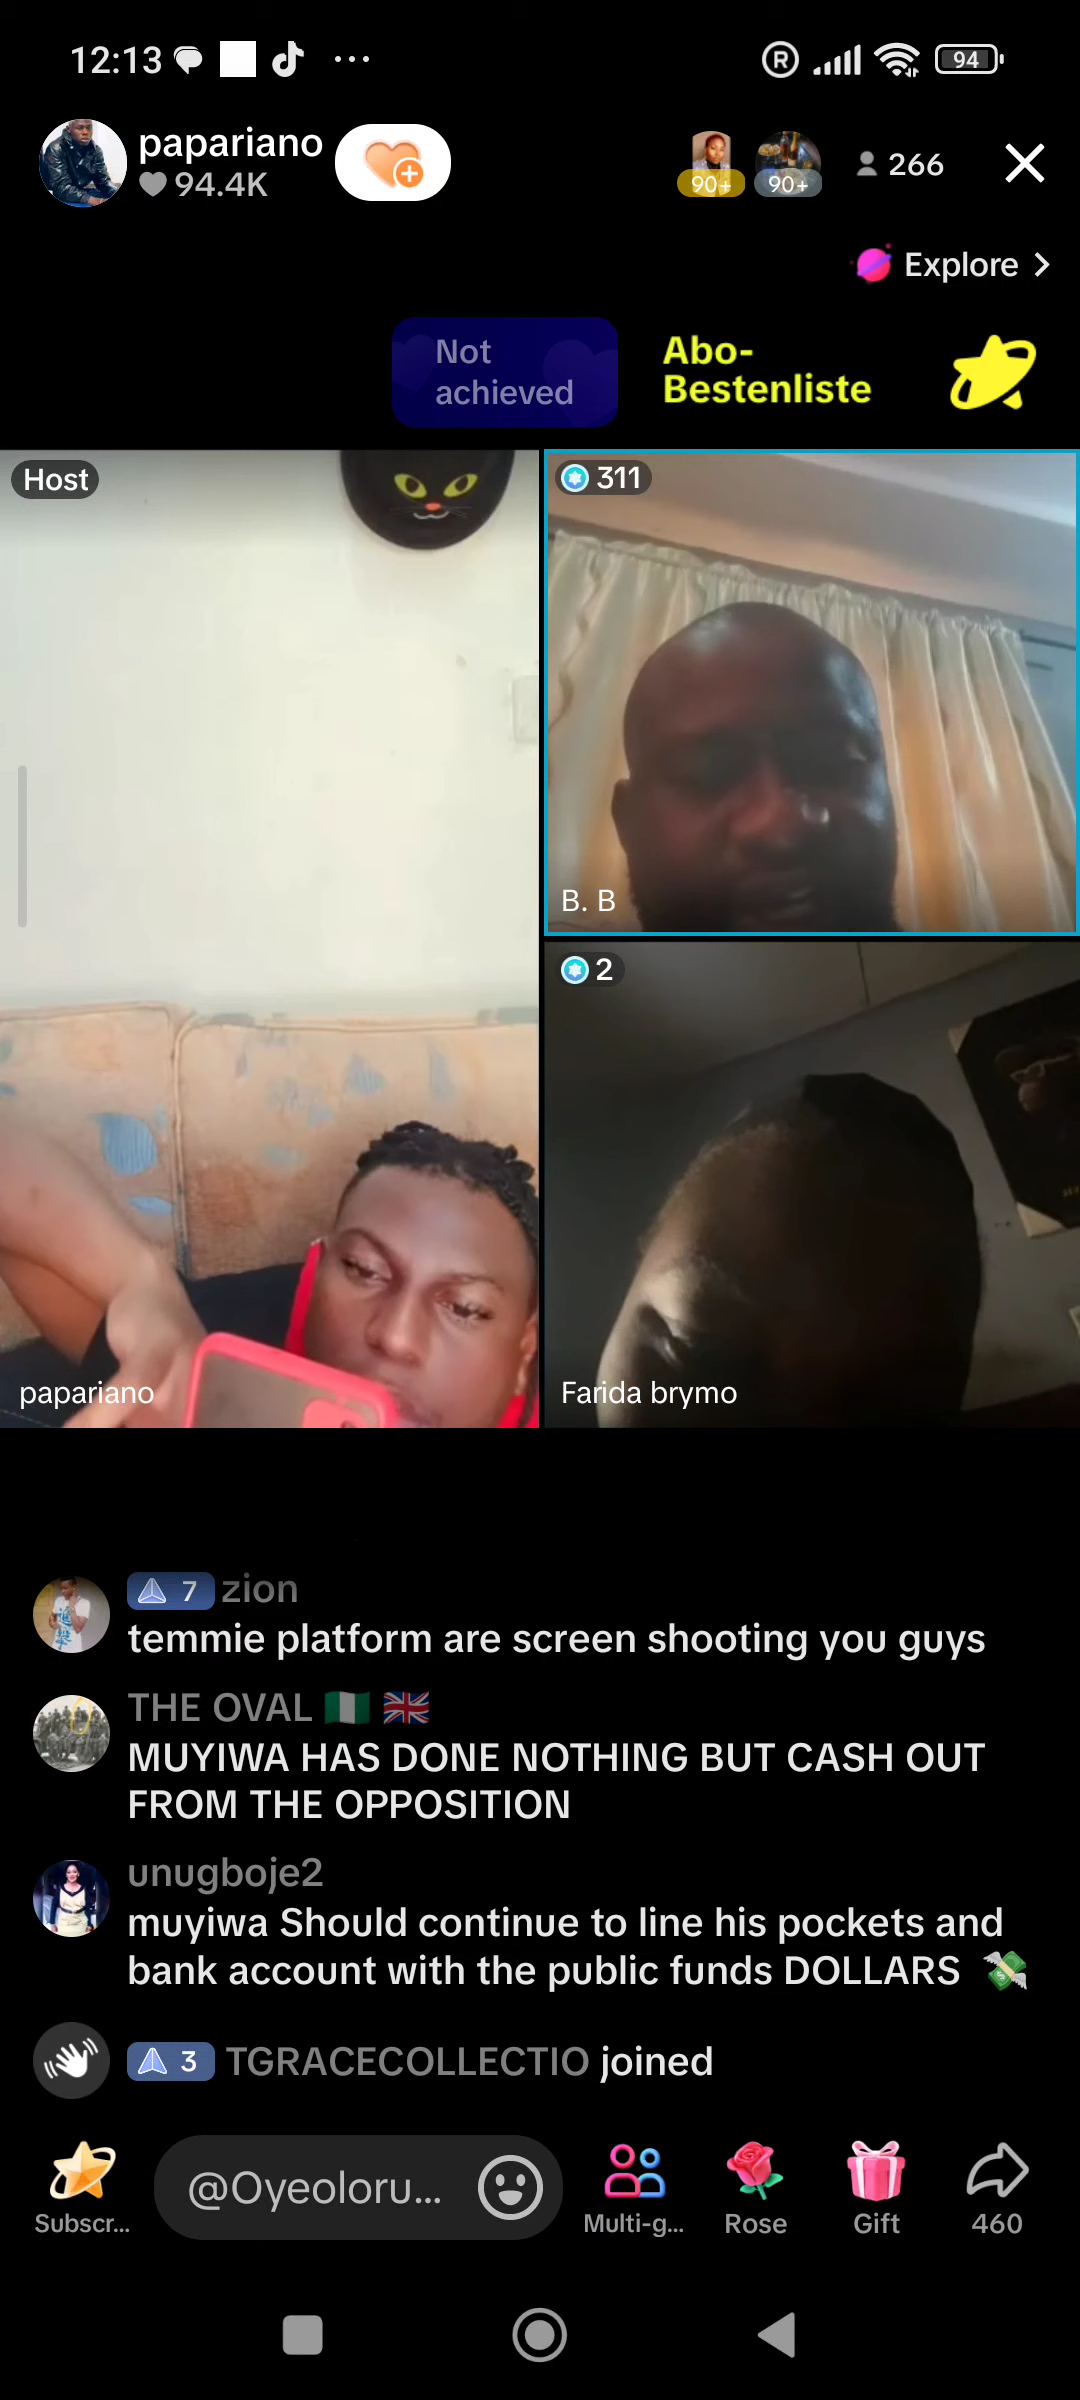 12:13
R
94
papariano
94.4K
90+
90+
266
Explore
Not
achieved
Abo-
Bestenliste
Host
311
B. B
2
papariano
Farida brymo
7 zion
temmie platform are screen shooting you guys
THE OVAL 🇳🇬 🇬🇧
MUYIWA HAS DONE NOTHING BUT CASH OUT
FROM THE OPPOSITION
unugboje2
muyiwa Should continue to line his pockets and
bank account with the public funds DOLLARS 💸
3 TGRACECOLLECTIO joined
@Oyeoloru...
Subscr...
Multi-g...
Rose
Gift
460